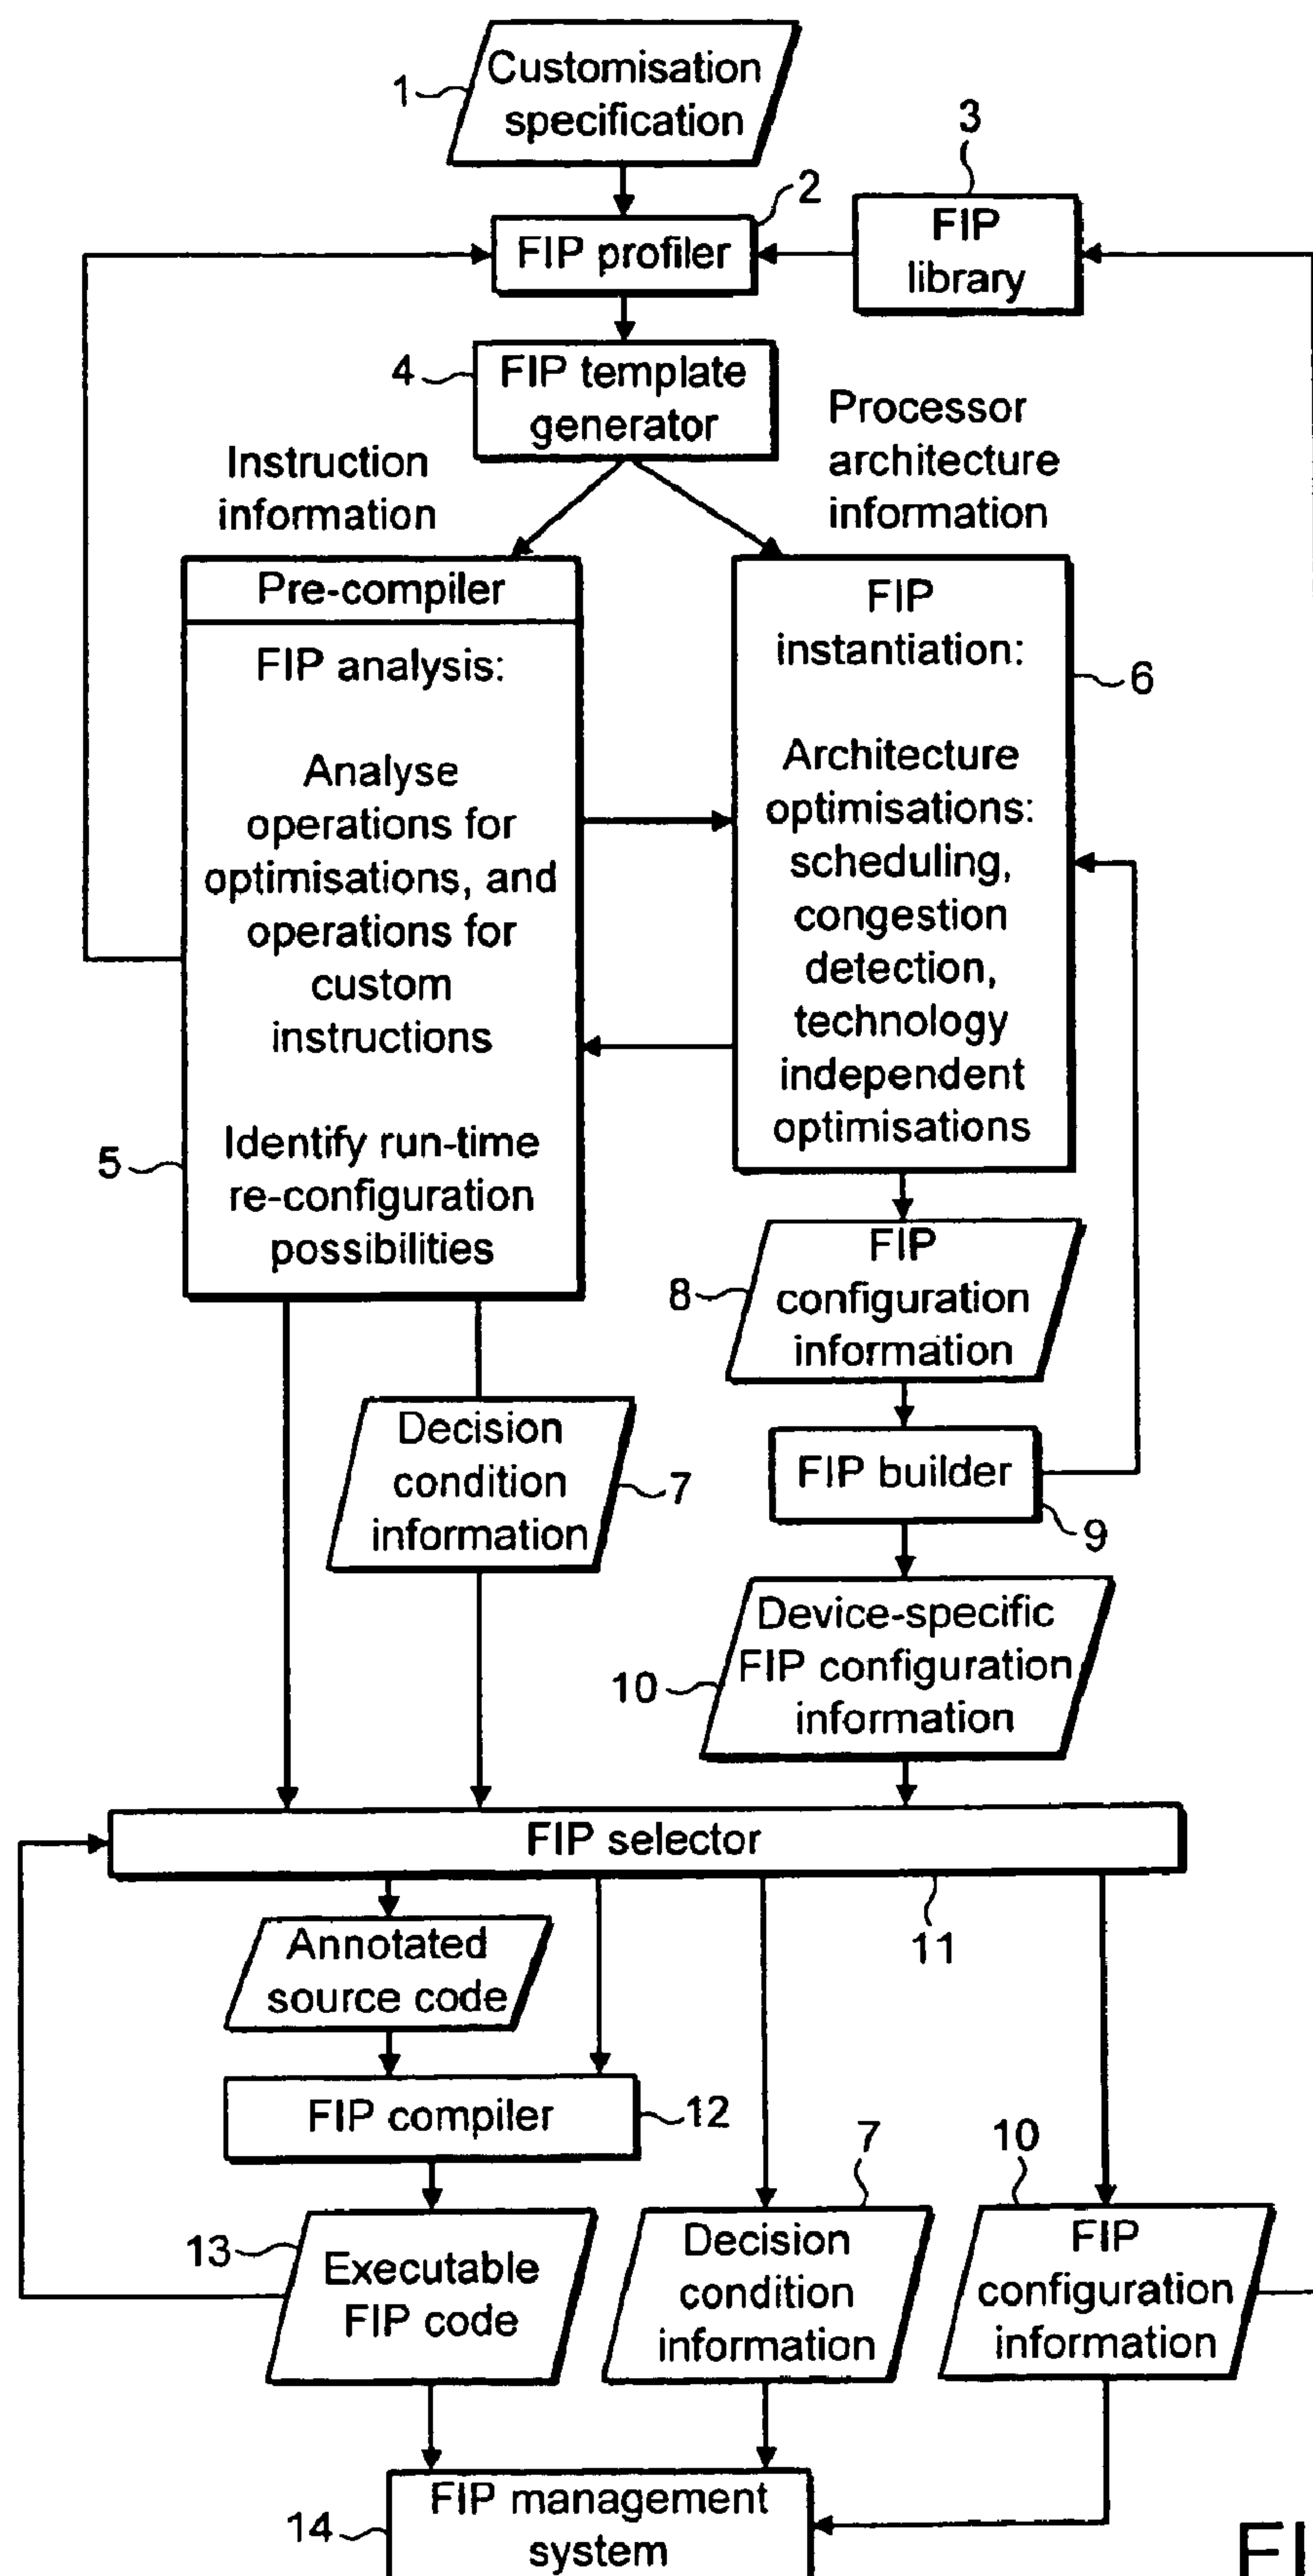 1
Customisation
specification
2
3
FIP profiler
FIP
library
4
FIP template
generator
Instruction
information
Processor
architecture
information
Pre-compiler
FIP analysis:
Analyse
operations for
optimisations, and
operations for
custom
instructions
Identify run-time
re-configuration
possibilities
5
FIP
instantiation:
Architecture
optimisations:
scheduling,
congestion
detection,
technology
independent
optimisations
6
8
FIP
configuration
information
Decision
condition
information
7
FIP builder
9
10
Device-specific
FIP configuration
information
FIP selector
11
Annotated
source code
FIP compiler
12
13
Executable
FIP code
7
Decision
condition
information
10
FIP
configuration
information
14
FIP management
system